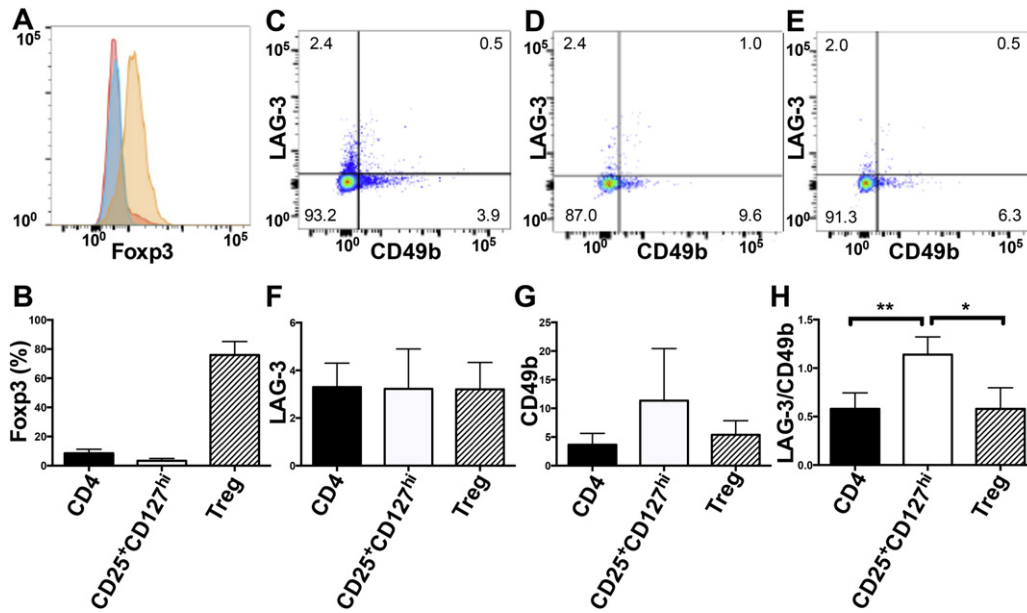 A
10⁵
10⁰
10⁰
10⁵
Foxp3
C
2.4
0.5
10⁵
LAG-3
10⁰
93.2
3.9
10⁰
10⁵
CD49b
D
2.4
1.0
10⁵
LAG-3
10⁰
87.0
9.6
10⁰
10⁵
CD49b
E
2.0
0.5
10⁵
LAG-3
10⁰
91.3
6.3
10⁰
10⁵
CD49b
B
Foxp3 (%)
100
80
60
40
20
0
CD4
CD25⁺CD127ʰⁱ
Treg
F
LAG-3
6
4
2
0
CD4
CD25⁺CD127ʰⁱ
Treg
G
CD49b
25
20
15
10
5
0
CD4
CD25⁺CD127ʰⁱ
Treg
H
LAG-3/CD49b
1.5
1.0
0.5
0.0
**
*
CD4
CD25⁺CD127ʰⁱ
Treg